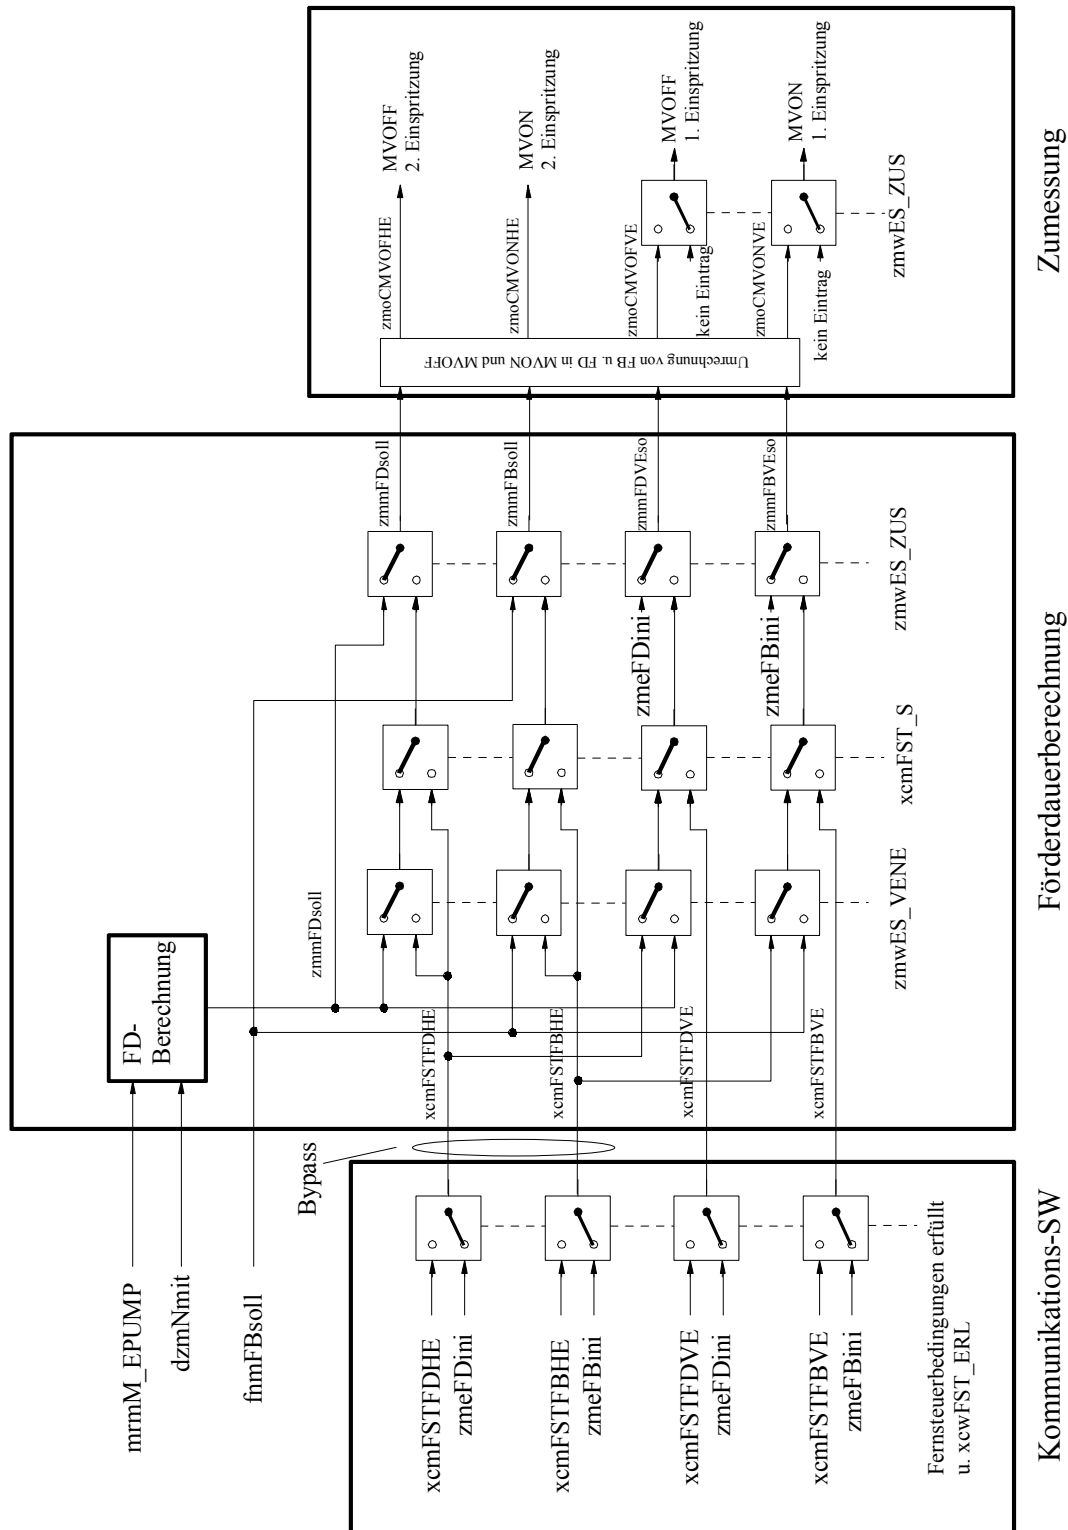 mrmM_EPUMP
dzmNmit
fnmFBsoll
FD-
Berechnung
Bypass
xcmFSTFDHE
zmeFDini
xcmFSTFBHE
zmeFBini
xcmFSTFDVE
zmeFDini
xcmFSTFBVE
zmeFBini
Fernsteuerbedingungen erfüllt
u. xcwFST_ERL
Kommunikations-SW
zmmFDsoll
xcmFSTFDHE
xcmFSTFBHE
xcmFSTFDVE
xcmFSTFBVE
zmwES_VENE
xcmFST_S
zmeFDini
zmeFBini
zmwES_ZUS
zmmFDsoll
zmmFBsoll
zmmFDVEso
zmmFBVEso
Förderdauerberechnung
Umrechnung von FB u. FD in MVON und MVOFF
zmoCMVOFHE
zmoCMVONHE
zmoCMVOFVE
kein Eintrag
zmoCMVONVE
kein Eintrag
MVOFF
2. Einspritzung
MVON
2. Einspritzung
MVOFF
1. Einspritzung
MVON
1. Einspritzung
zmwES_ZUS
Zumessung